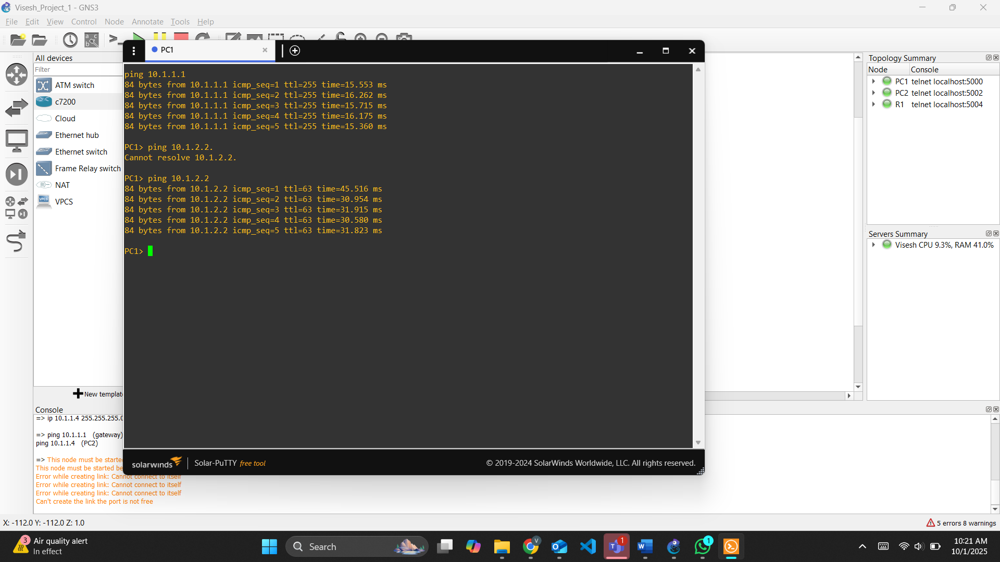 Visesh_Project_1 - GNS3
File Edit View Control Node Annotate Tools Help
All devices
Filter
ATM switch
c7200
Cloud
Ethernet hub
Ethernet switch
Frame Relay switch
NAT
VPCS
New templat
PC1
ping 10.1.1.1
84 bytes from 10.1.1.1 icmp_seq=1 ttl=255 time=15.553 ms
84 bytes from 10.1.1.1 icmp_seq=2 ttl=255 time=16.262 ms
84 bytes from 10.1.1.1 icmp_seq=3 ttl=255 time=15.715 ms
84 bytes from 10.1.1.1 icmp_seq=4 ttl=255 time=16.175 ms
84 bytes from 10.1.1.1 icmp_seq=5 ttl=255 time=15.360 ms
PC1> ping 10.1.2.2.
Cannot resolve 10.1.2.2.
PC1> ping 10.1.2.2
84 bytes from 10.1.2.2 icmp_seq=1 ttl=63 time=45.516 ms
84 bytes from 10.1.2.2 icmp_seq=2 ttl=63 time=30.954 ms
84 bytes from 10.1.2.2 icmp_seq=3 ttl=63 time=31.915 ms
84 bytes from 10.1.2.2 icmp_seq=4 ttl=63 time=30.580 ms
84 bytes from 10.1.2.2 icmp_seq=5 ttl=63 time=31.823 ms
PC1>
solarwinds Solar-PuTTY free tool © 2019-2024 SolarWinds Worldwide, LLC. All rights reserved.
Topology Summary
Node Console
PC1 telnet localhost:5000
PC2 telnet localhost:5002
R1 telnet localhost:5004
Servers Summary
Visesh CPU 9.3%, RAM 41.0%
Console
=> ip 10.1.1.4 255.255.255.0
=> ping 10.1.1.1 (gateway)
ping 10.1.1.4 (PC2)
=> This node must be starte
This node must be started be
Error while creating link: Cannot connect to itself
Error while creating link: Cannot connect to itself
Error while creating link: Cannot connect to itself
Can't create the link the port is not free
X: -112.0 Y: -112.0 Z: 1.0
5 errors 8 warnings
3 Air quality alert
In effect
Search
V
1
1
10:21 AM
10/1/2025